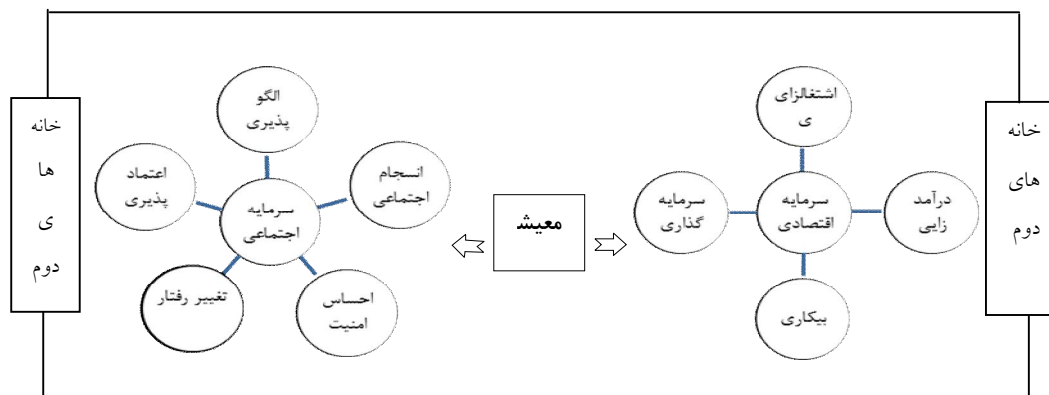 خانه
های
دوم
اشتغالزای
ی
درآمد
زایی
سرمایه
اقتصادی
سرمایه
گذاری
بیکاری
معیشـ
الگو
پذیری
انسجام
اجتماعی
سرمایه
اجتماعی
اعتماد
پذیری
احساس
امنیت
تغییر رفتار
خانه
ها
ی
دوم